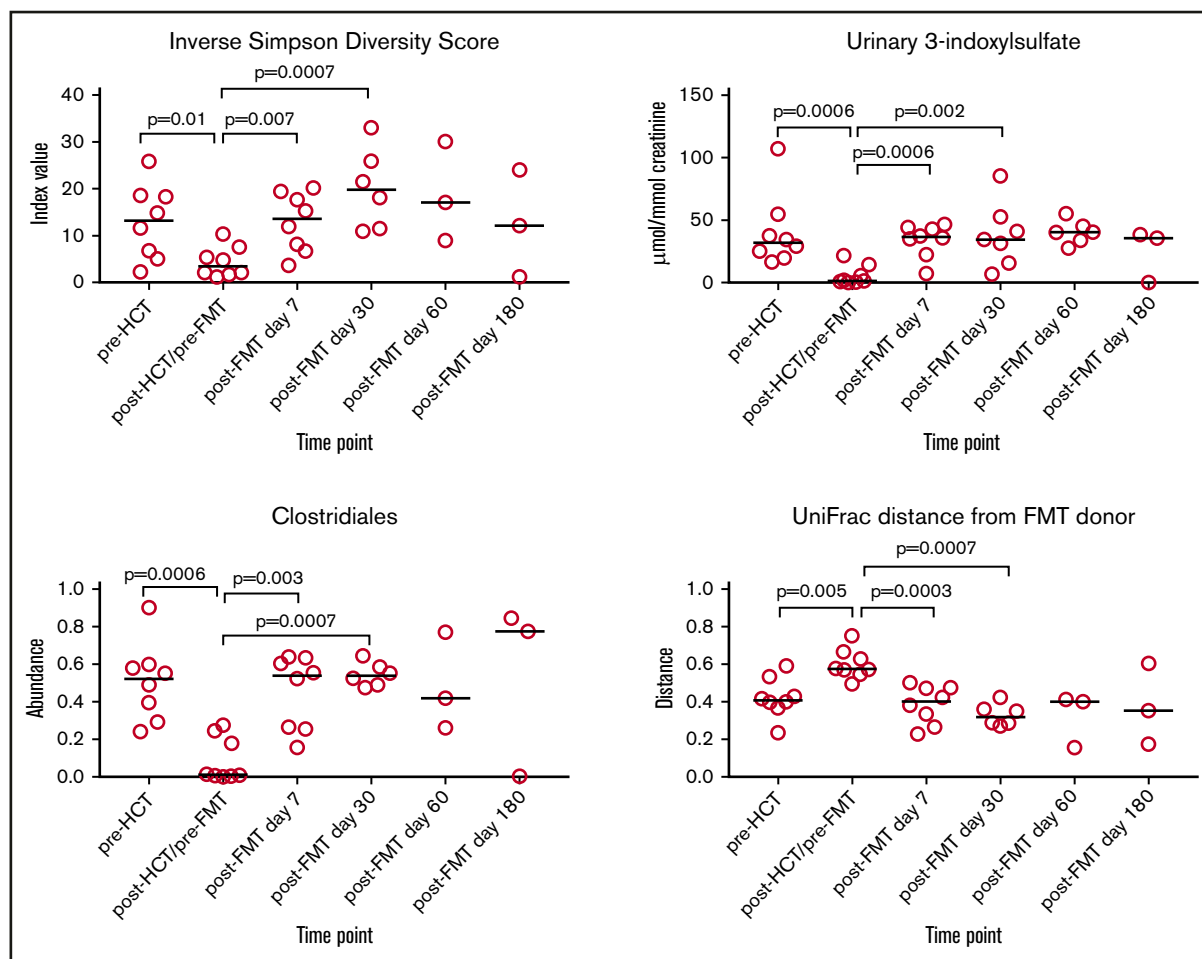 Inverse Simpson Diversity Score
p=0.0007
p=0.01
p=0.007
40
30
20
10
0
Index value
pre-HCT
post-HCT/pre-FMT
post-FMT day 7
post-FMT day 30
post-FMT day 60
post-FMT day 180
Time point
Urinary 3-indoxylsulfate
p=0.0006
p=0.002
p=0.0006
150
100
50
0
μmol/mmol creatinine
pre-HCT
post-HCT/pre-FMT
post-FMT day 7
post-FMT day 30
post-FMT day 60
post-FMT day 180
Time point
Clostridiales
p=0.0006
p=0.003
p=0.0007
1.0
0.8
0.6
0.4
0.2
0.0
Abundance
pre-HCT
post-HCT/pre-FMT
post-FMT day 7
post-FMT day 30
post-FMT day 60
post-FMT day 180
Time point
UniFrac distance from FMT donor
p=0.0007
p=0.005
p=0.0003
1.0
0.8
0.6
0.4
0.2
0.0
Distance
pre-HCT
post-HCT/pre-FMT
post-FMT day 7
post-FMT day 30
post-FMT day 60
post-FMT day 180
Time point